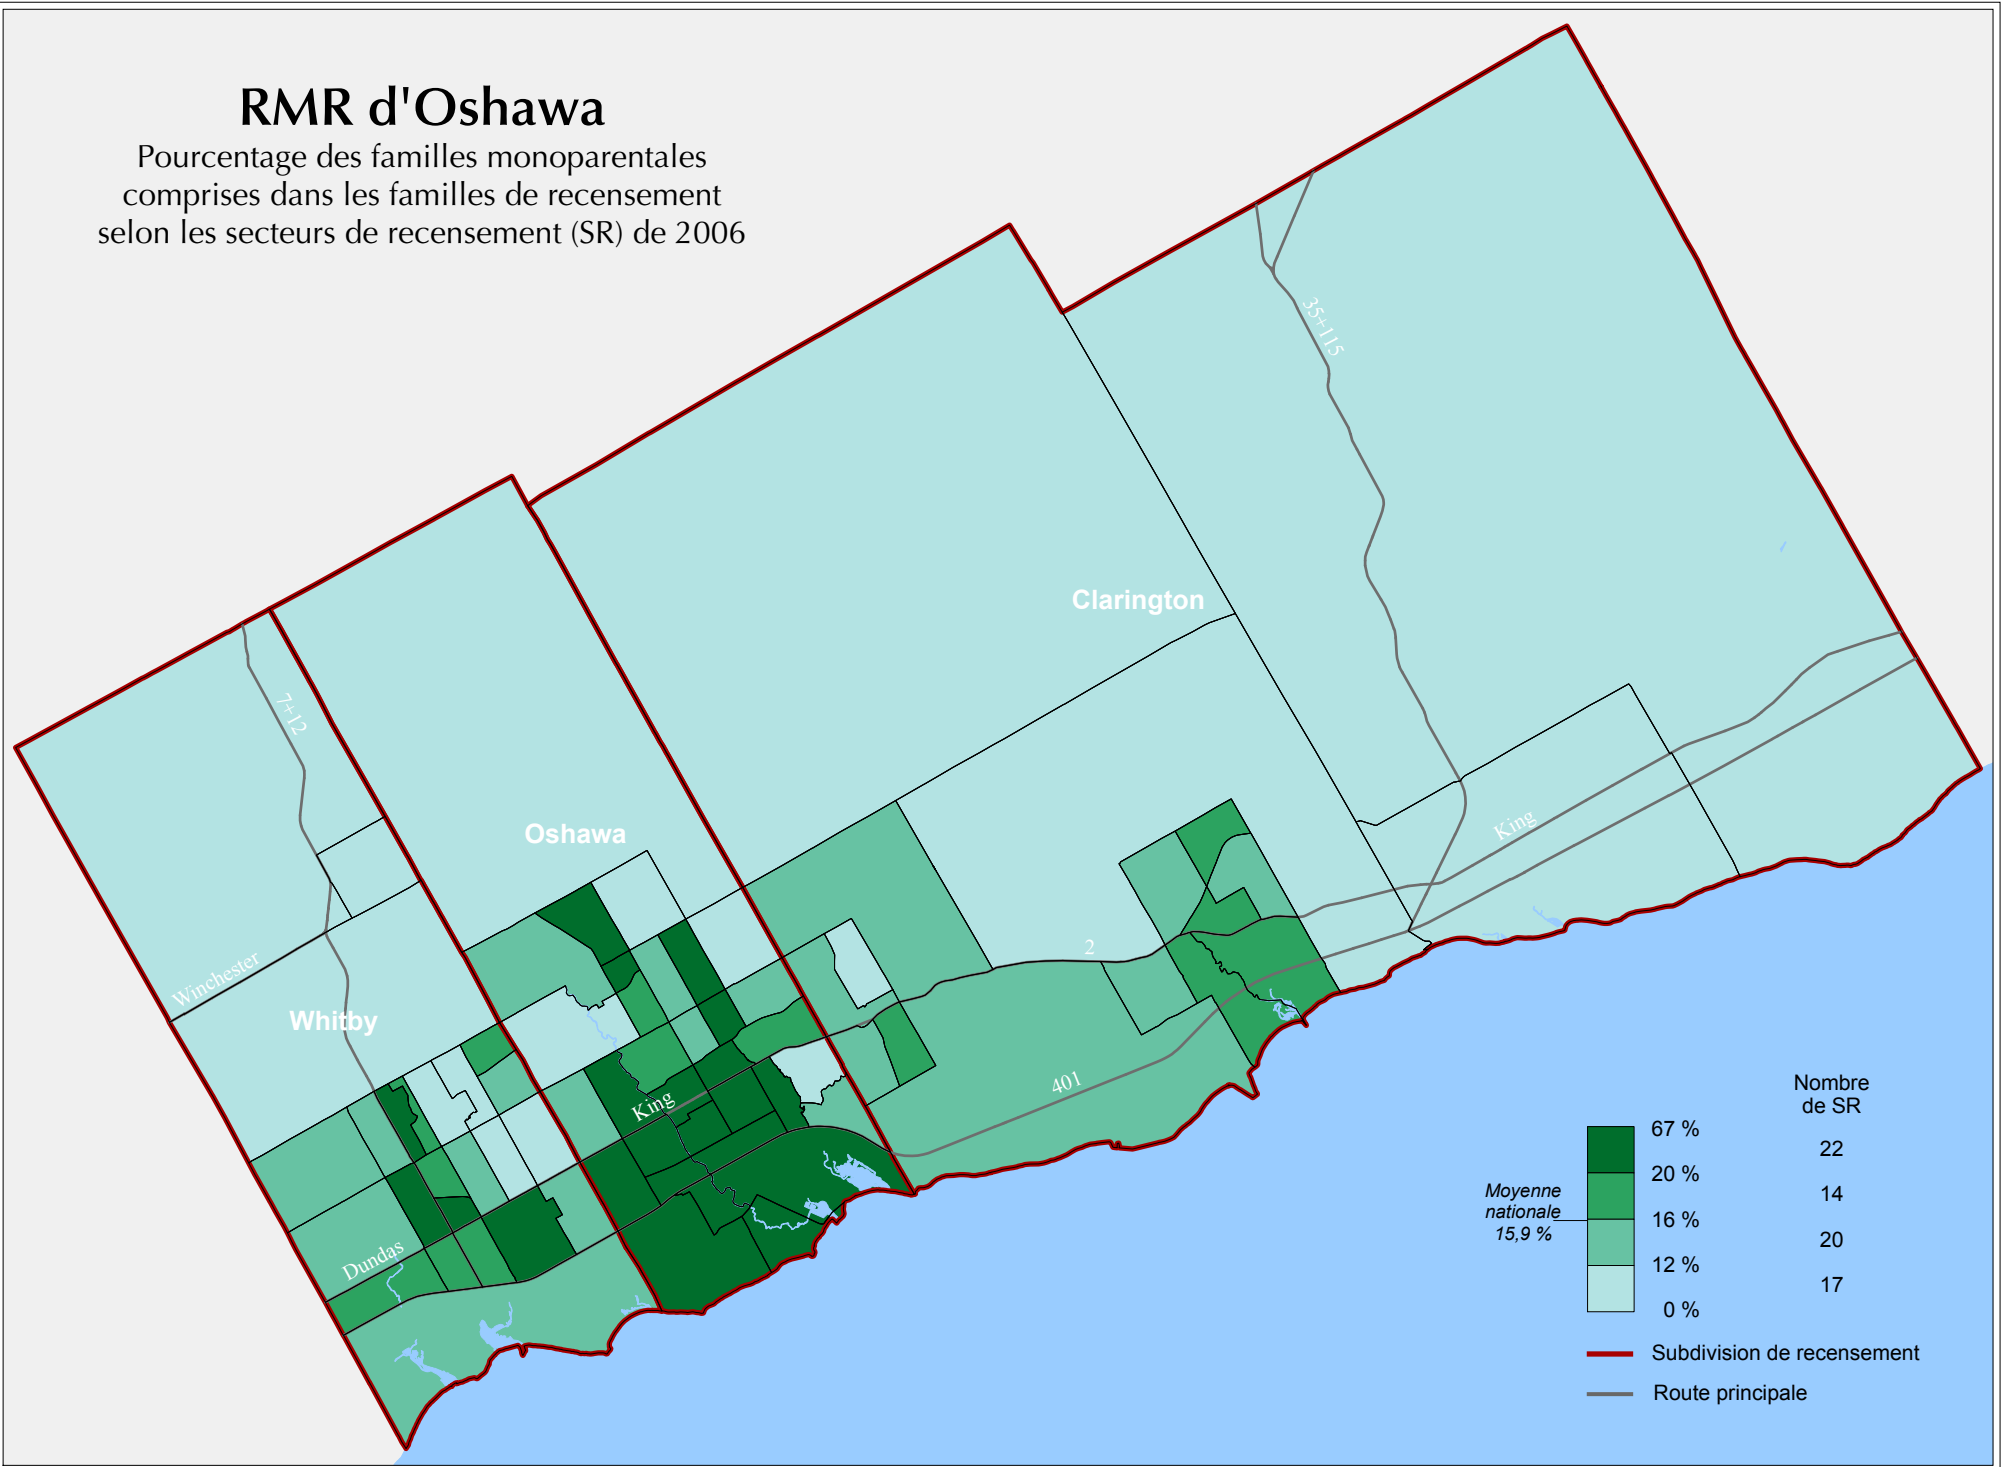 RMR d'Oshawa
Pourcentage des familles monoparentales
comprises dans les familles de recensement
selon les secteurs de recensement (SR) de 2006
35+115
Clarington
7+12
Oshawa
King
2
Winchester
Whitby
401
King
Dundas
Nombre
de SR
67 %
22
20 %
14
Moyenne
nationale
15,9 %
16 %
20
12 %
17
0 %
Subdivision de recensement
Route principale